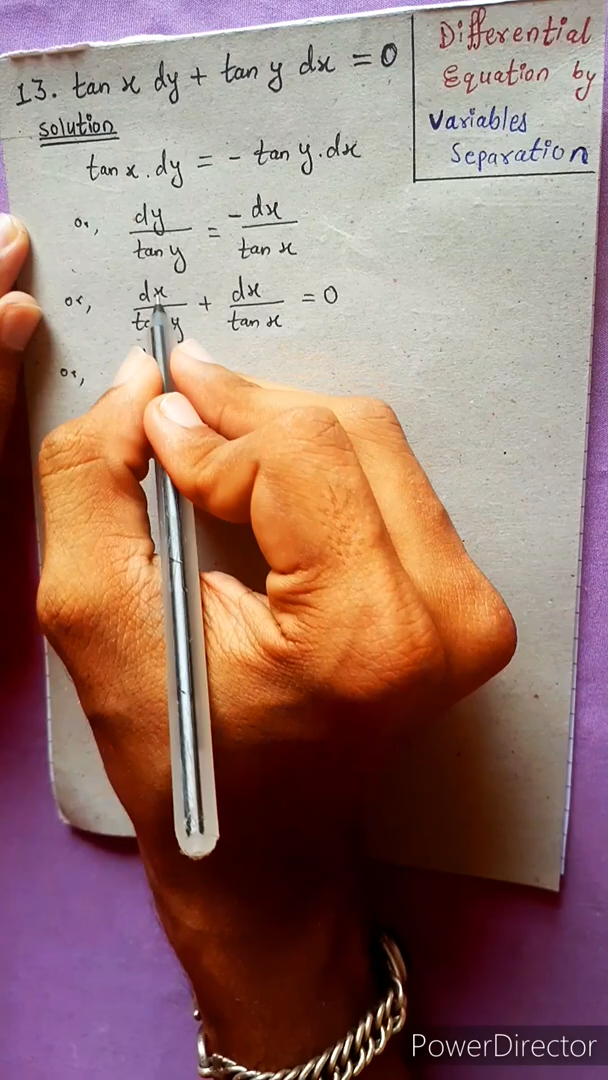 13. tan x dy + tan y dx = 0
Differential
Equation by
Variables
Separation
solution
tan x . dy = - tan y . dx
or, dy/tan y = - dx/tan x
or, dx/tan y + dx/tan x = 0
or,
PowerDirector